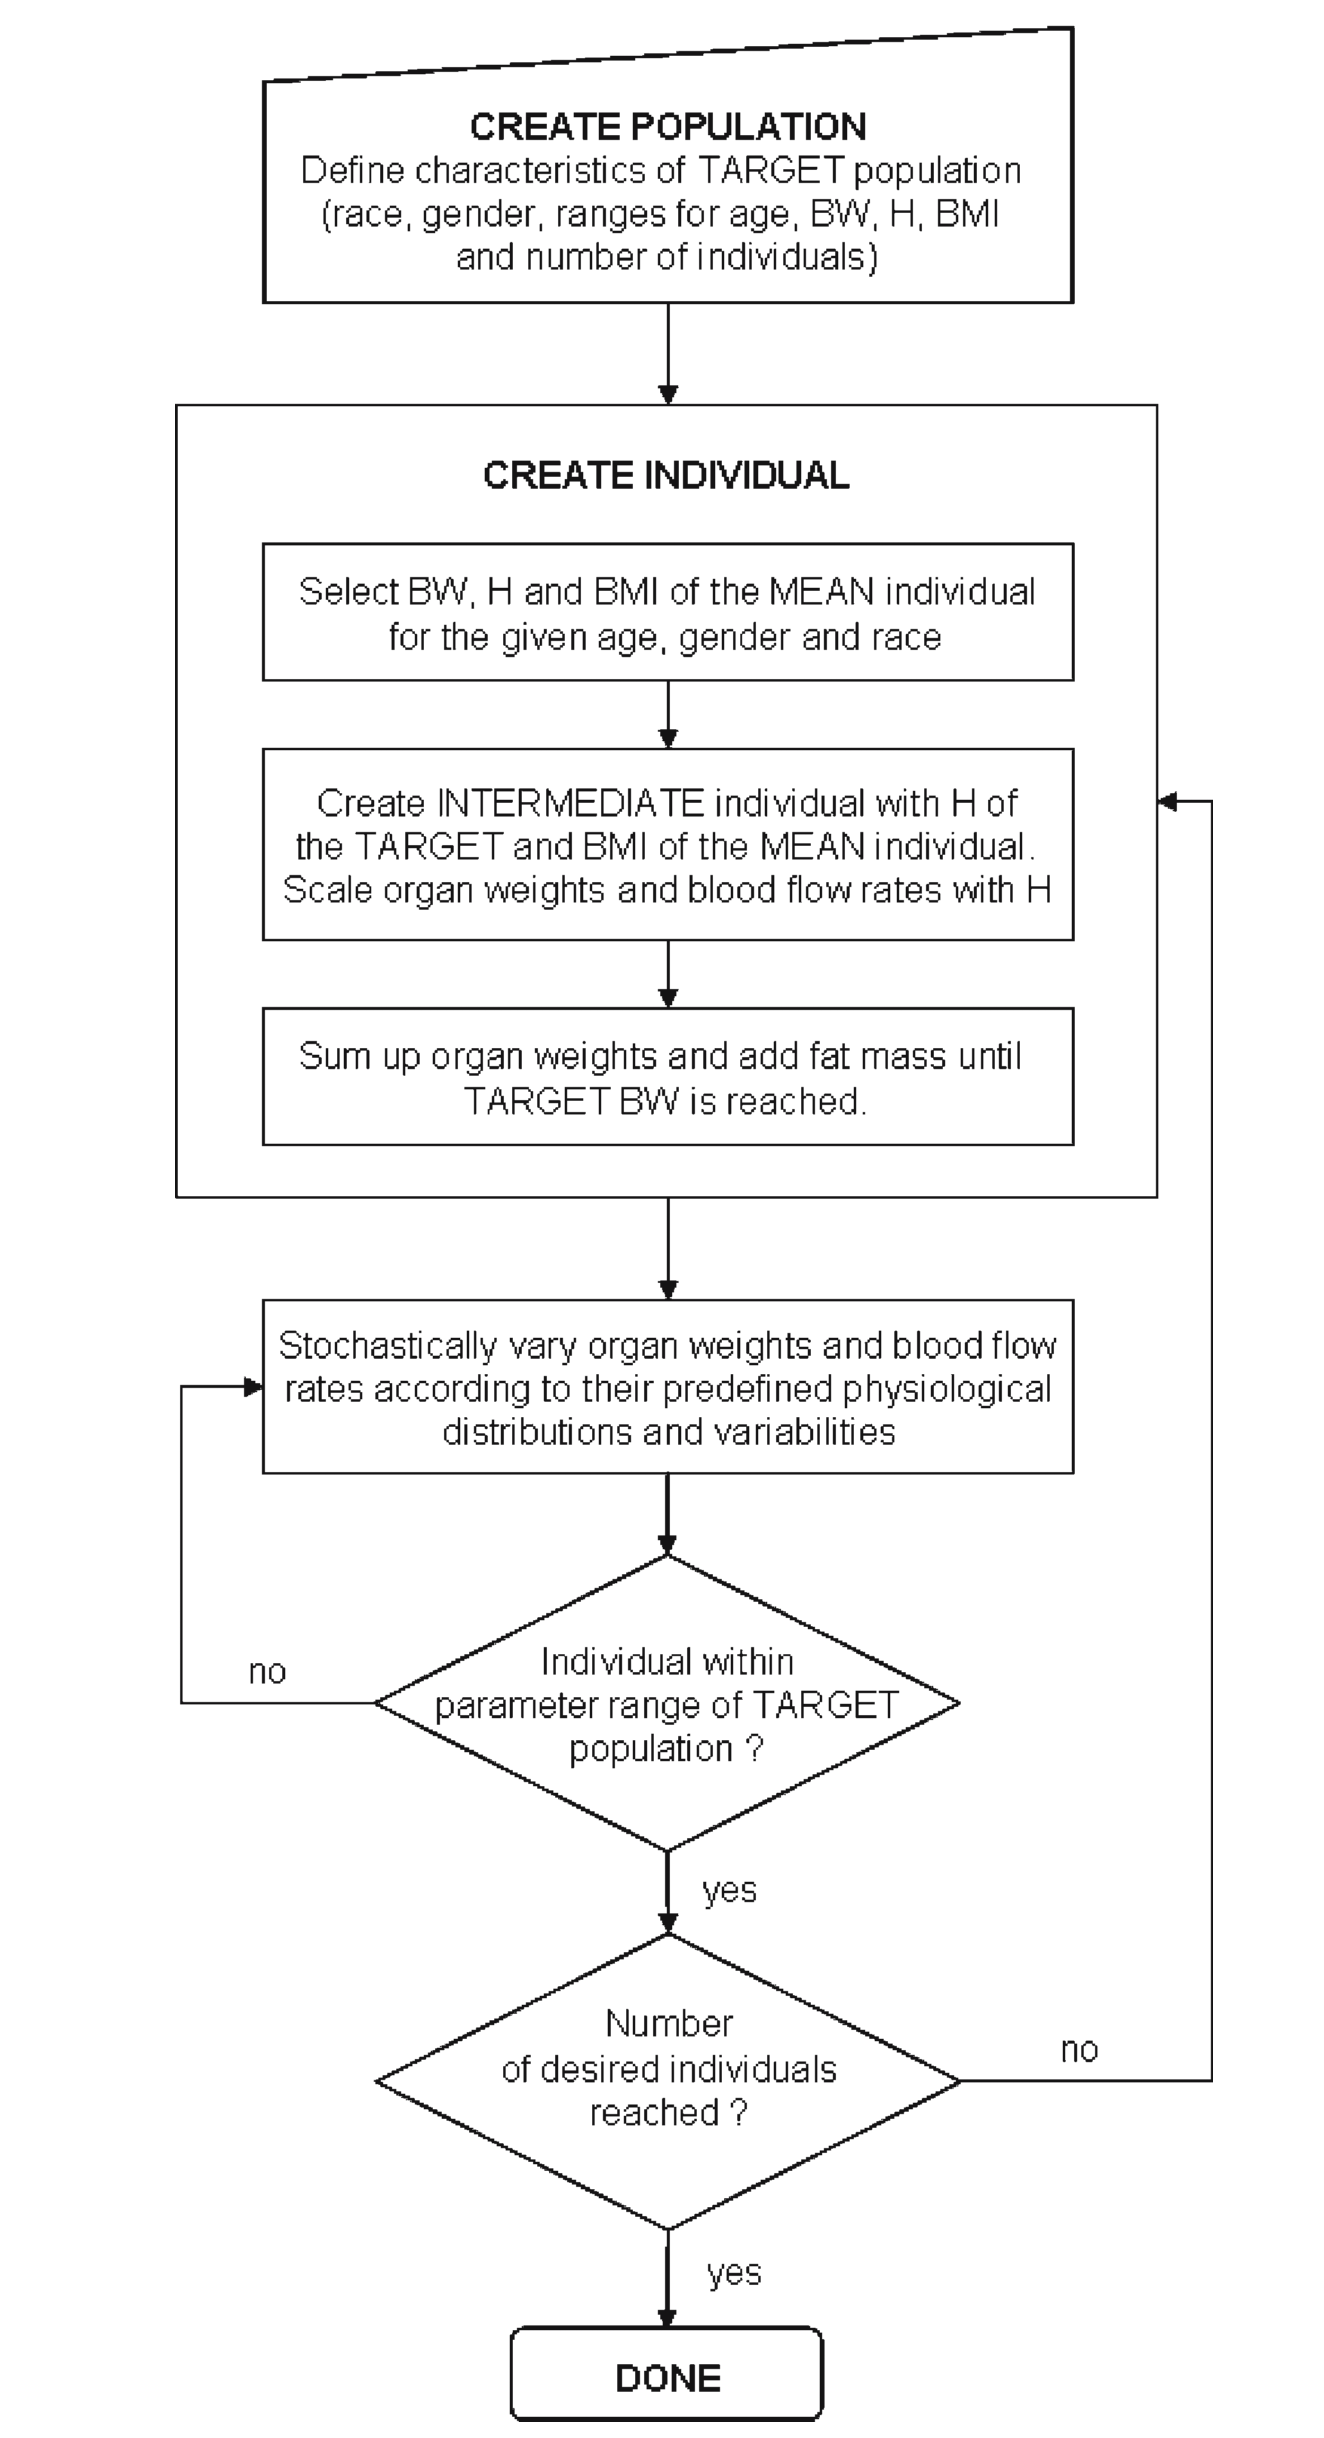 CREATE POPULATION
Define characteristics of TARGET population
(race, gender, ranges for age, BW, H, BMI
and number of individuals)
CREATE INDIVIDUAL
Select BW, H and BMI of the MEAN individual
for the given age, gender and race
Create INTERMEDIATE individual with H of
the TARGET and BMI of the MEAN individual.
Scale organ weights and blood flow rates with H
Sum up organ weights and add fat mass until
TARGET BW is reached.
Stochastically vary organ weights and blood flow
rates according to their predefined physiological
distributions and variabilities
Individual within
parameter range of TARGET
population ?
no
yes
Number
of desired individuals
reached ?
no
yes
DONE